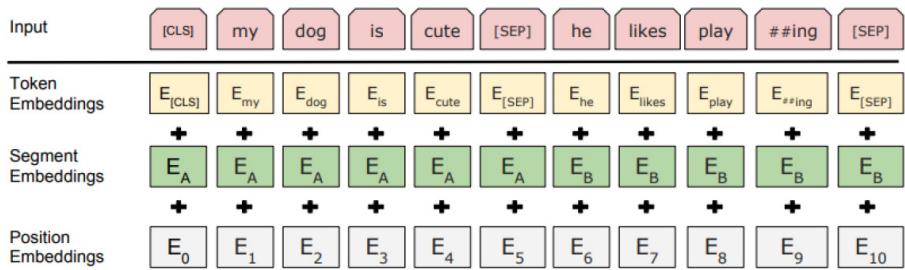 Input [CLS] my dog is cute [SEP] he likes play ##ing [SEP]
Token Embeddings E[CLS] Emy Edog Eis Ecute E[SEP] Ehe Elikes Eplay E##ing E[SEP]
+ + + + + + + + + + +
Segment Embeddings EA EA EA EA EA EA EB EB EB EB EB
+ + + + + + + + + + +
Position Embeddings E0 E1 E2 E3 E4 E5 E6 E7 E8 E9 E10